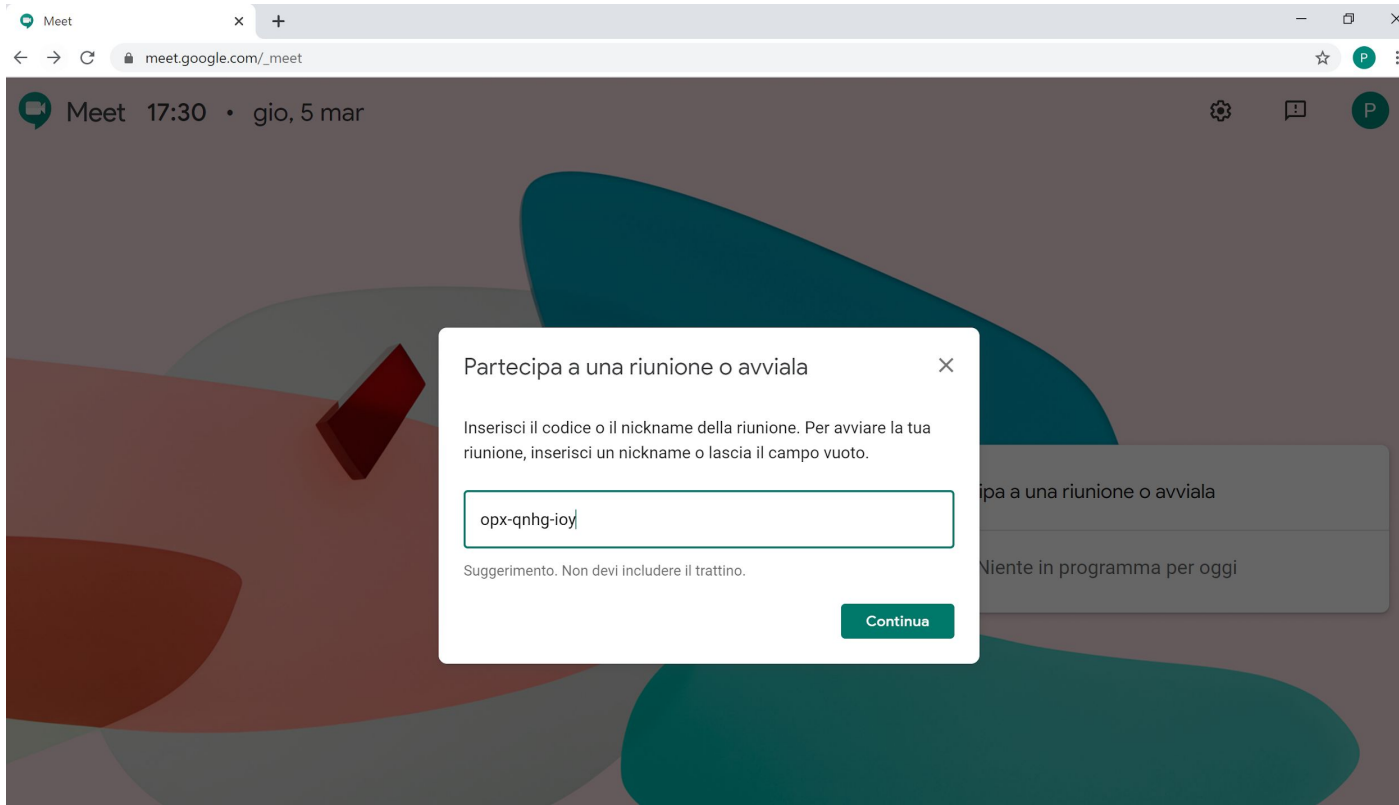 Meet
meet.google.com/_meet
P
Meet 17:30 • gio, 5 mar
P
Partecipa a una riunione o avviala
Inserisci il codice o il nickname della riunione. Per avviare la tua
riunione, inserisci un nickname o lascia il campo vuoto.
opx-qnhg-ioy
Suggerimento. Non devi includere il trattino.
Continua
ipa a una riunione o avviala
Niente in programma per oggi